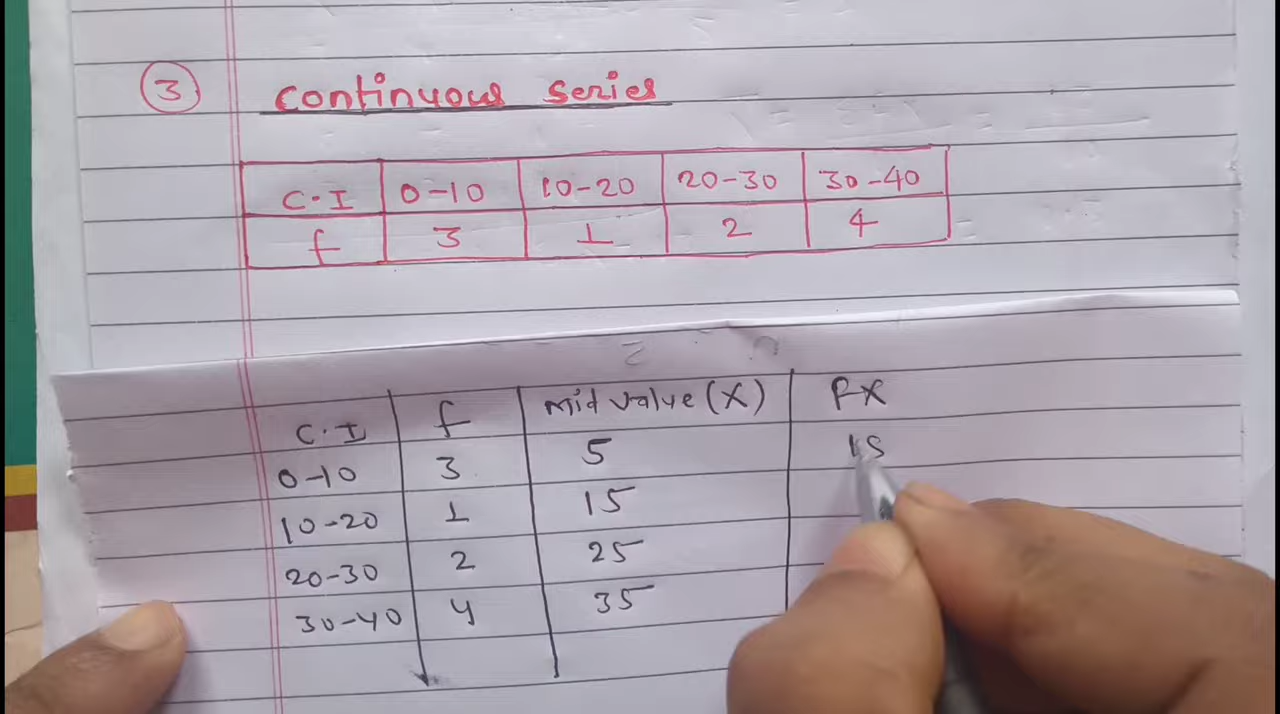 3 Continuous series
C.I 0-10 10-20 20-30 30-40
f 3 1 2 4
C.I f Mid value (X) FX
0-10 3 5 15
10-20 1 15
20-30 2 25
30-40 4 35